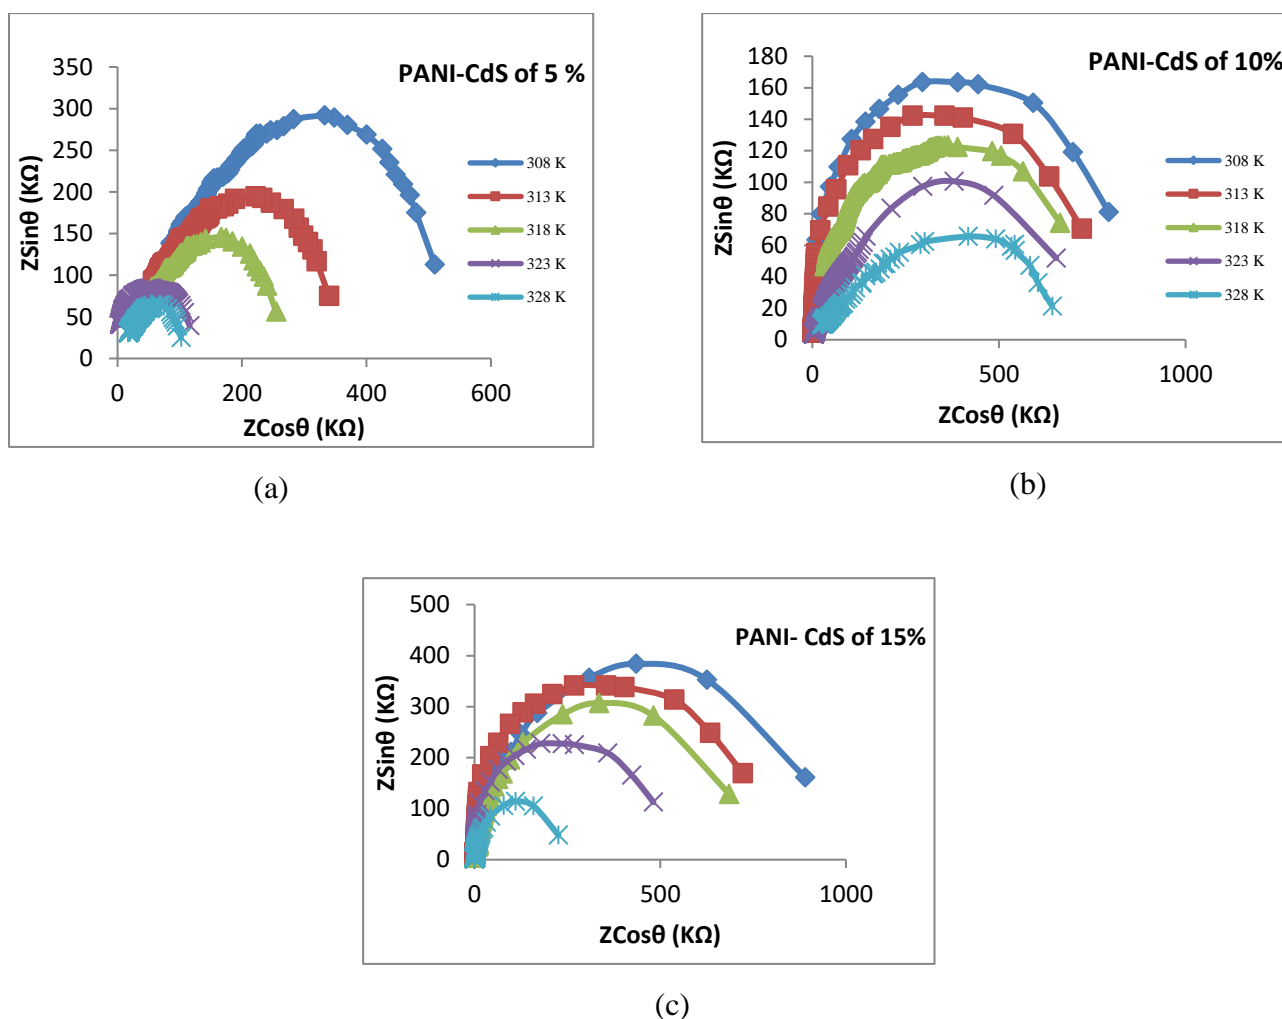 PANI-CdS of 5 %
350
300
250
200
150
100
50
0
ZSinθ (KΩ)
0 200 400 600
ZCosθ (KΩ)
308 K
313 K
318 K
323 K
328 K
(a)
PANI-CdS of 10%
180
160
140
120
100
80
60
40
20
0
ZSinθ (KΩ)
0 500 1000
ZCosθ (KΩ)
308 K
313 K
318 K
323 K
328 K
(b)
PANI- CdS of 15%
500
400
300
200
100
0
ZSinθ (KΩ)
0 500 1000
ZCosθ (KΩ)
(c)